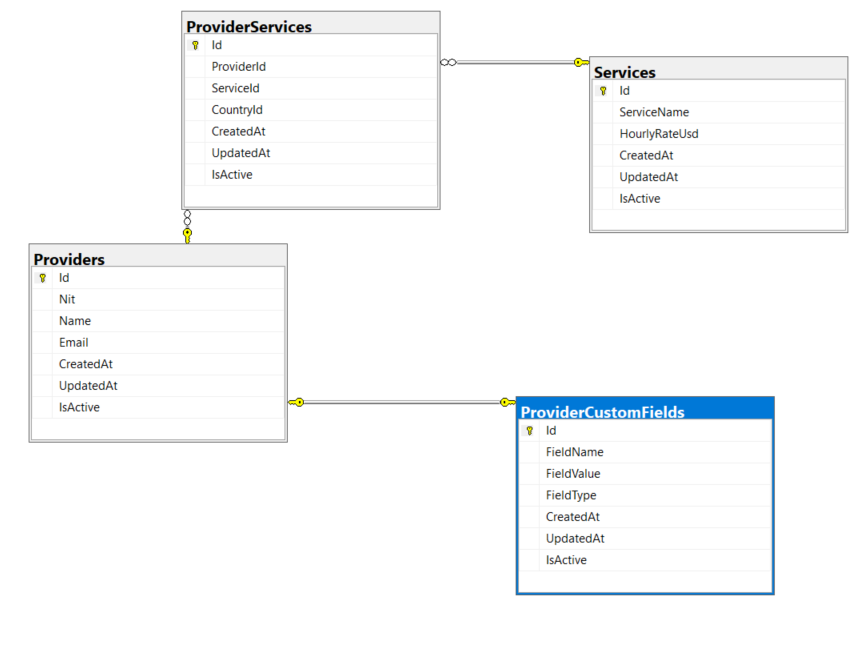 ProviderServices
Id
ProviderId
ServiceId
CountryId
CreatedAt
UpdatedAt
IsActive
Services
Id
ServiceName
HourlyRateUsd
CreatedAt
UpdatedAt
IsActive
Providers
Id
Nit
Name
Email
CreatedAt
UpdatedAt
IsActive
ProviderCustomFields
Id
FieldName
FieldValue
FieldType
CreatedAt
UpdatedAt
IsActive